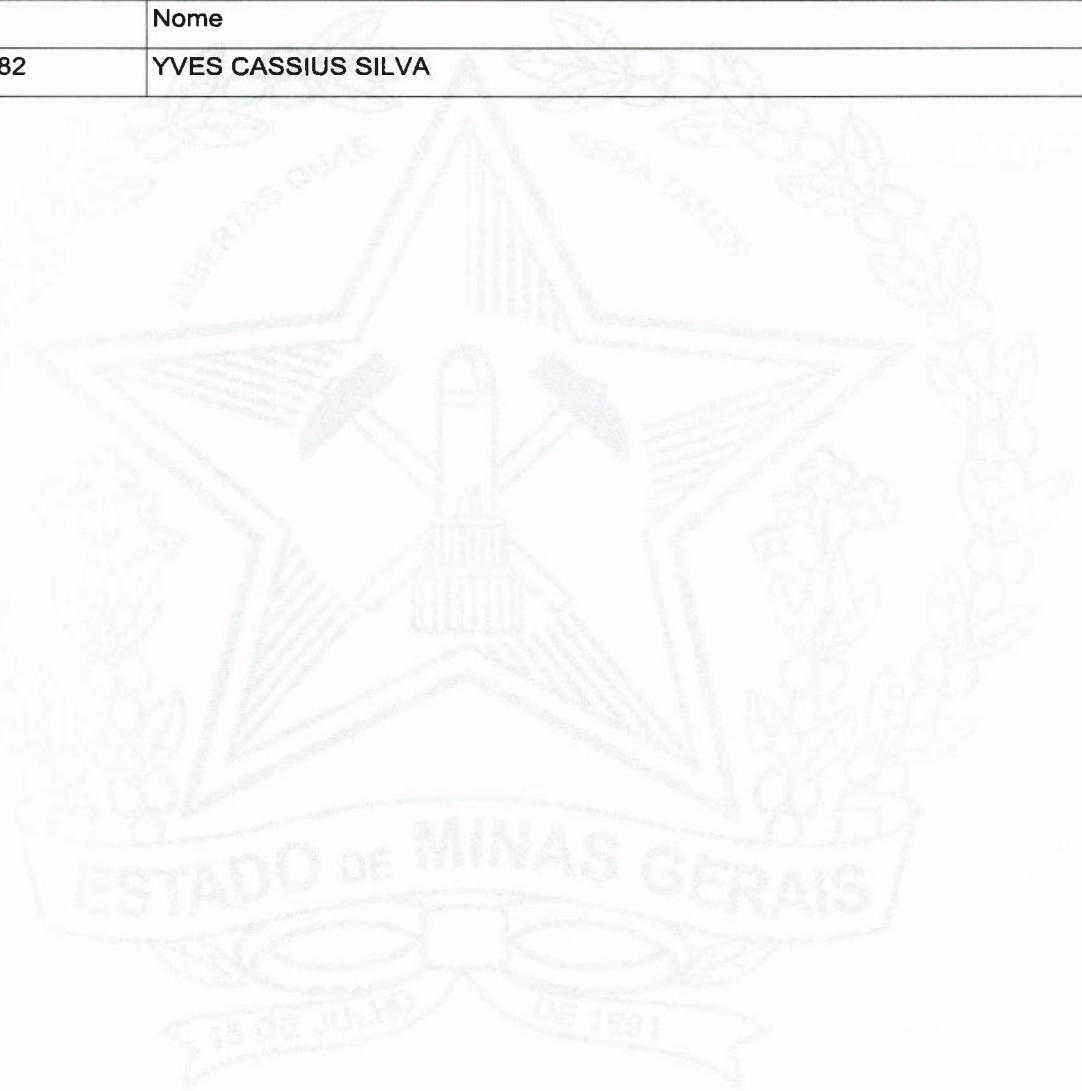 Nome
82 YVES CASSIUS SILVA
LIBERTAS QUAE SERA TAMEN
ESTADO DE MINAS GERAIS
15 DE JULHO DE 1891